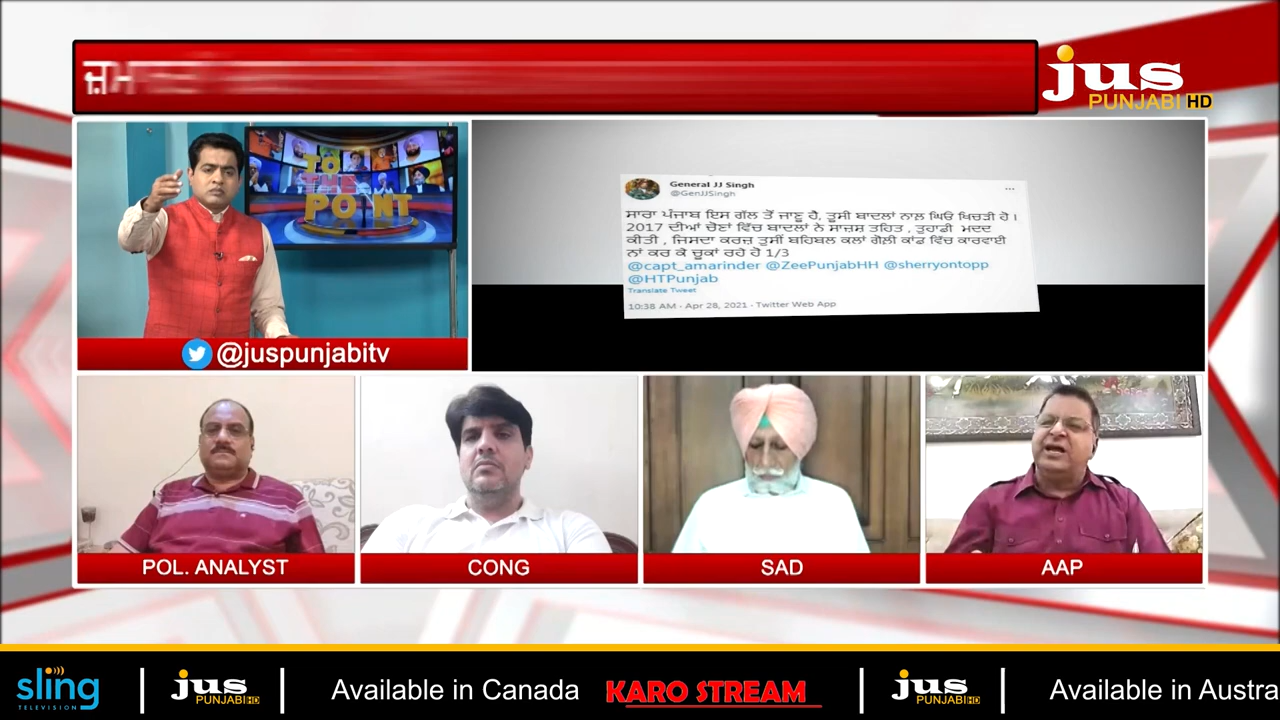 jus
PUNJABI HD
TO
THE
POINT
General JJ Singh
@GenJJSingh
ਸਾਰਾ ਪੰਜਾਬ ਇਸ ਗੱਲ ਤੋਂ ਜਾਣੂ ਹੈ, ਤੂਸੀ ਬਾਦਲਾਂ ਨਾਲ਼ ਘਿਓ ਖਿਚੜੀ ਹੋ।
2017 ਦੀਆਂ ਚੋਣਾਂ ਵਿੱਚ ਬਾਦਲਾਂ ਨੇ ਸਾਜ਼ਸ਼ ਤਹਿਤ , ਤੁਹਾਡੀ ਮਦਦ
ਕੀਤੀ , ਜਿਸਦਾ ਕਰਜ਼ ਤੁਸੀਂ ਬਹਿਬਲ ਕਲਾਂ ਗੋਲ਼ੀ ਕਾਂਡ ਵਿੱਚ ਕਾਰਵਾਈ
ਨਾਂ ਕਰ ਕੇ ਚੂਕਾਂ ਰਹੇ ਹੋ 1/3
@capt_amarinder @ZeePunjabHH @sherryontopp
@HTPunjab
Translate Tweet
10:38 AM · Apr 28, 2021 · Twitter Web App
@juspunjabitv
POL. ANALYST
CONG
SAD
AAP
sling
TELEVISION
jus
PUNJABI HD
Available in Canada
KARO STREAM
jus
PUNJABI HD
Available in Austra